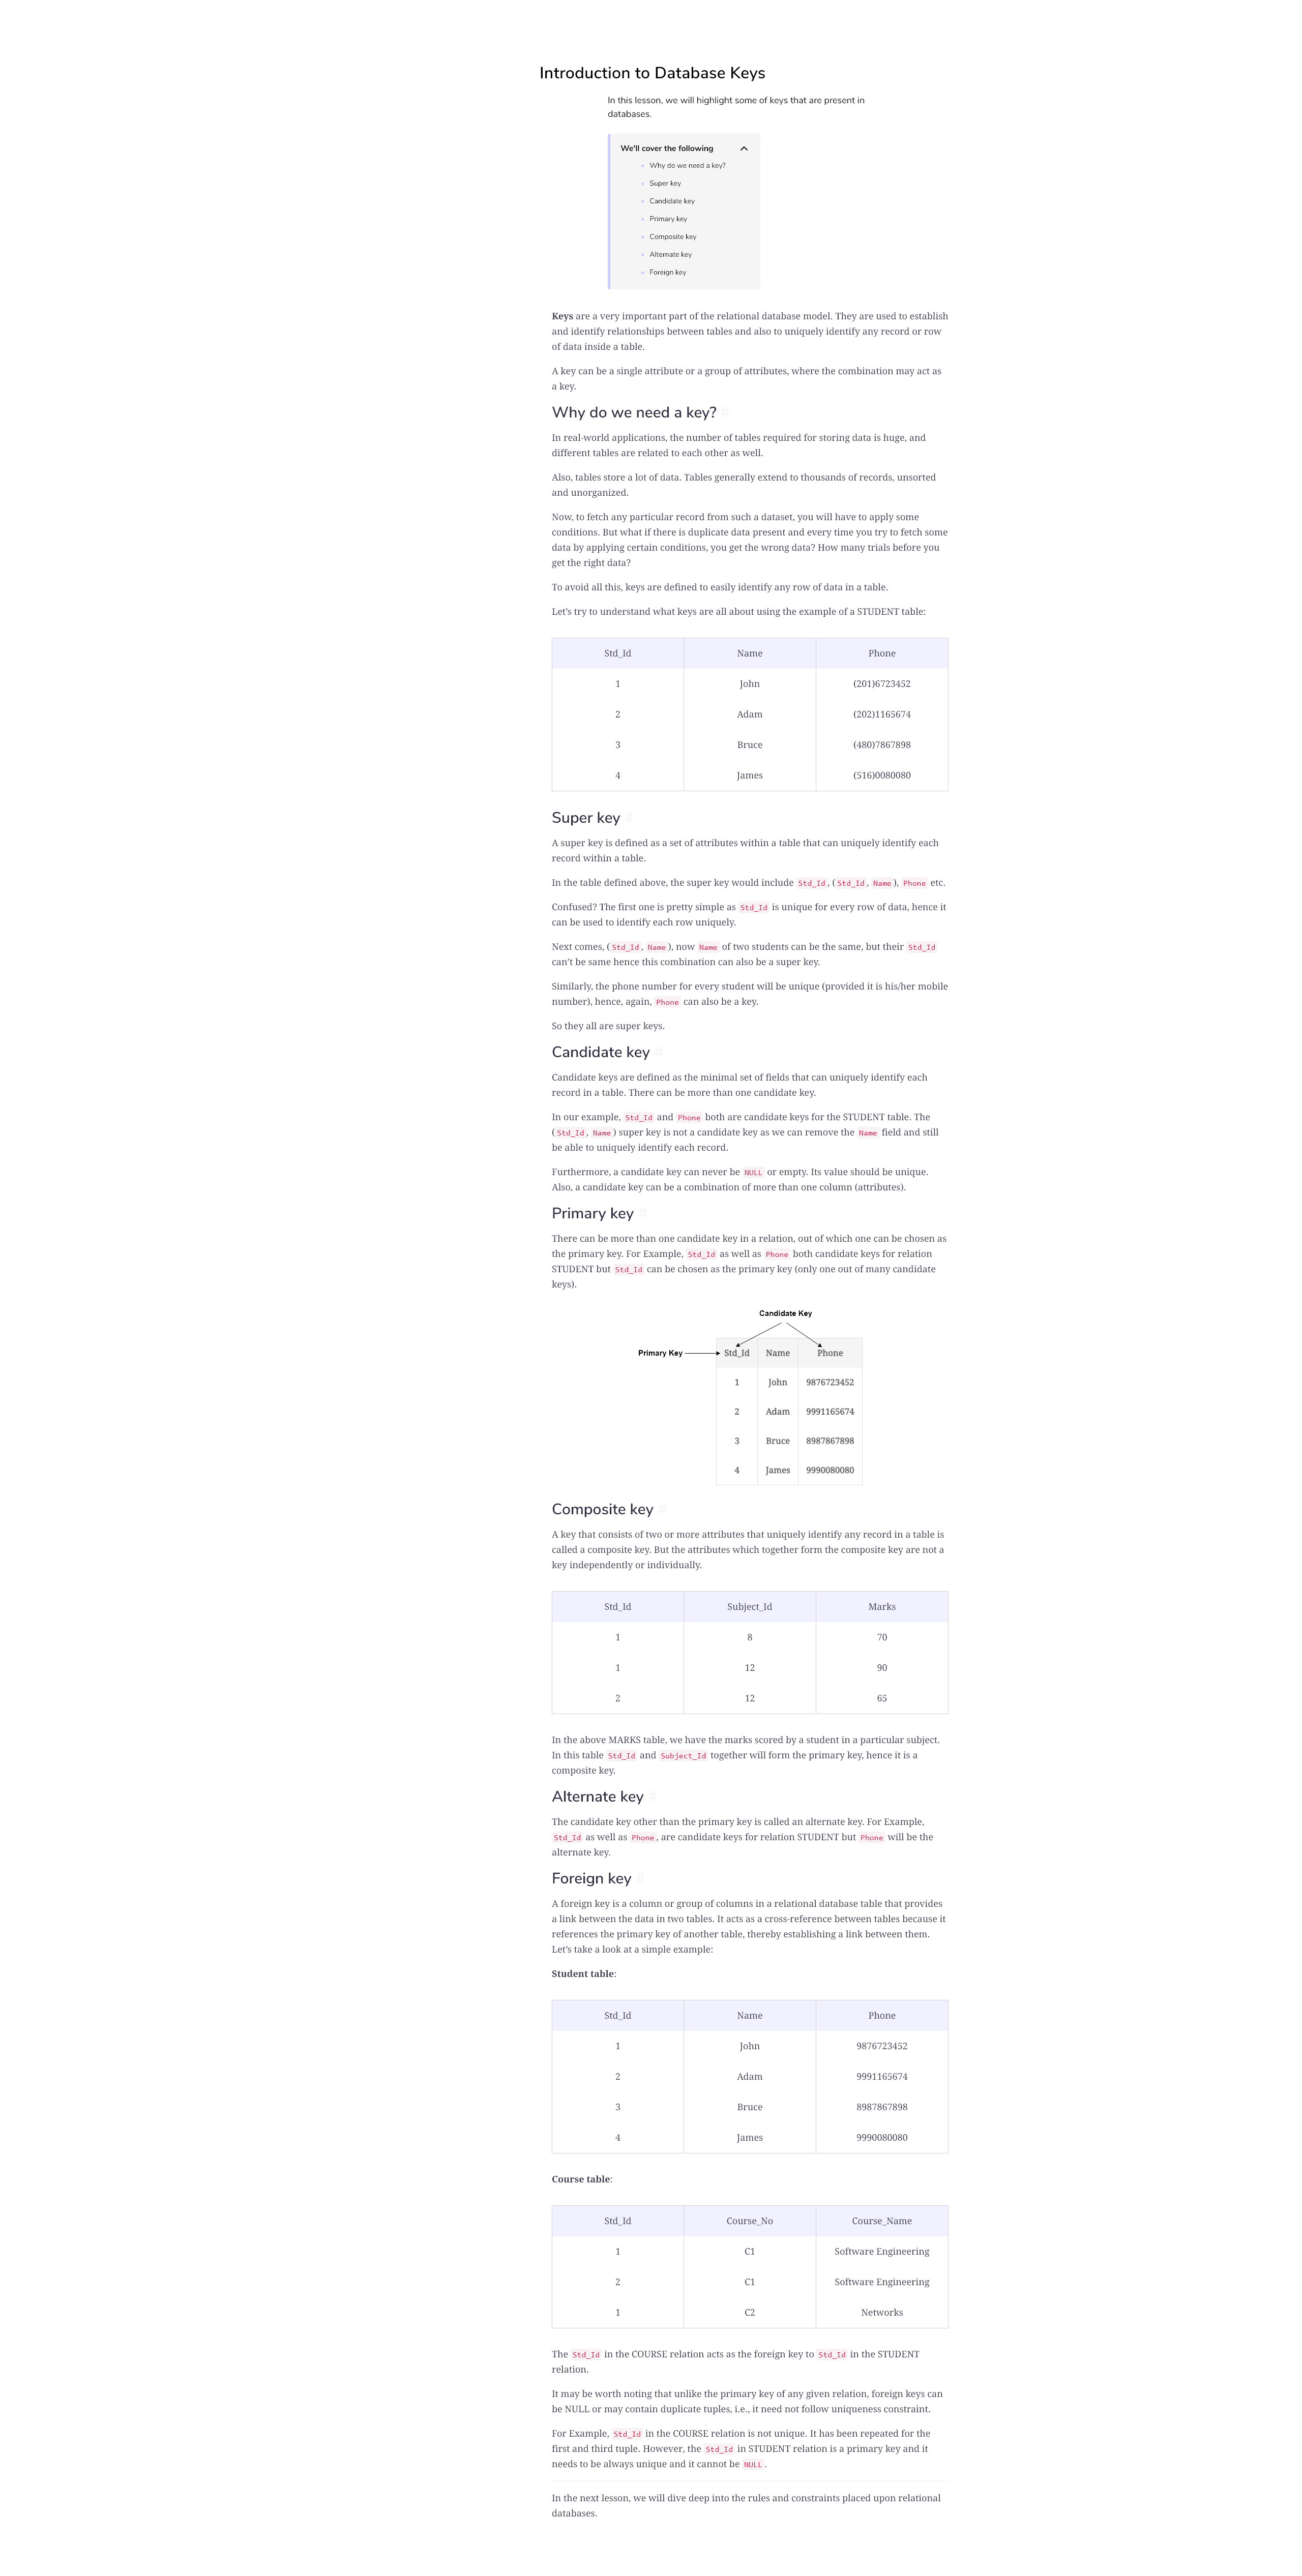 Introduction to Database Keys
In this lesson, we will highlight some of keys that are present in
databases.
We'll cover the following
Why do we need a key?
Super key
Candidate key
Primary key
Composite key
Alternate key
Foreign key
Keys are a very important part of the relational database model. They are used to establish
and identify relationships between tables and also to uniquely identify any record or row
of data inside a table.
A key can be a single attribute or a group of attributes, where the combination may act as
a key.
Why do we need a key? #
In real-world applications, the number of tables required for storing data is huge, and
different tables are related to each other as well.
Also, tables store a lot of data. Tables generally extend to thousands of records, unsorted
and unorganized.
Now, to fetch any particular record from such a dataset, you will have to apply some
conditions. But what if there is duplicate data present and every time you try to fetch some
data by applying certain conditions, you get the wrong data? How many trials before you
get the right data?
To avoid all this, keys are defined to easily identify any row of data in a table.
Let’s try to understand what keys are all about using the example of a STUDENT table:
Std_Id Name Phone
1 John (201)6723452
2 Adam (202)1165674
3 Bruce (480)7867898
4 James (516)0080080
Super key #
A super key is defined as a set of attributes within a table that can uniquely identify each
record within a table.
In the table defined above, the super key would include Std_Id, (Std_Id, Name), Phone etc.
Confused? The first one is pretty simple as Std_Id is unique for every row of data, hence it
can be used to identify each row uniquely.
Next comes, (Std_Id, Name), now Name of two students can be the same, but their Std_Id
can’t be same hence this combination can also be a super key.
Similarly, the phone number for every student will be unique (provided it is his/her mobile
number), hence, again, Phone can also be a key.
So they all are super keys.
Candidate key #
Candidate keys are defined as the minimal set of fields that can uniquely identify each
record in a table. There can be more than one candidate key.
In our example, Std_Id and Phone both are candidate keys for the STUDENT table. The
(Std_Id, Name) super key is not a candidate key as we can remove the Name field and still
be able to uniquely identify each record.
Furthermore, a candidate key can never be NULL or empty. Its value should be unique.
Also, a candidate key can be a combination of more than one column (attributes).
Primary key #
There can be more than one candidate key in a relation, out of which one can be chosen as
the primary key. For Example, Std_Id as well as Phone both candidate keys for relation
STUDENT but Std_Id can be chosen as the primary key (only one out of many candidate
keys).
Candidate Key
Primary Key Std_Id Name Phone
1 John 9876723452
2 Adam 9991165674
3 Bruce 8987867898
4 James 9990080080
Composite key #
A key that consists of two or more attributes that uniquely identify any record in a table is
called a composite key. But the attributes which together form the composite key are not a
key independently or individually.
Std_Id Subject_Id Marks
1 8 70
1 12 90
2 12 65
In the above MARKS table, we have the marks scored by a student in a particular subject.
In this table Std_Id and Subject_Id together will form the primary key, hence it is a
composite key.
Alternate key #
The candidate key other than the primary key is called an alternate key. For Example,
Std_Id as well as Phone, are candidate keys for relation STUDENT but Phone will be the
alternate key.
Foreign key #
A foreign key is a column or group of columns in a relational database table that provides
a link between the data in two tables. It acts as a cross-reference between tables because it
references the primary key of another table, thereby establishing a link between them.
Let’s take a look at a simple example:
Student table:
Std_Id Name Phone
1 John 9876723452
2 Adam 9991165674
3 Bruce 8987867898
4 James 9990080080
Course table:
Std_Id Course_No Course_Name
1 C1 Software Engineering
2 C1 Software Engineering
1 C2 Networks
The Std_Id in the COURSE relation acts as the foreign key to Std_Id in the STUDENT
relation.
It may be worth noting that unlike the primary key of any given relation, foreign keys can
be NULL or may contain duplicate tuples, i.e., it need not follow uniqueness constraint.
For Example, Std_Id in the COURSE relation is not unique. It has been repeated for the
first and third tuple. However, the Std_Id in STUDENT relation is a primary key and it
needs to be always unique and it cannot be NULL.
In the next lesson, we will dive deep into the rules and constraints placed upon relational
databases.